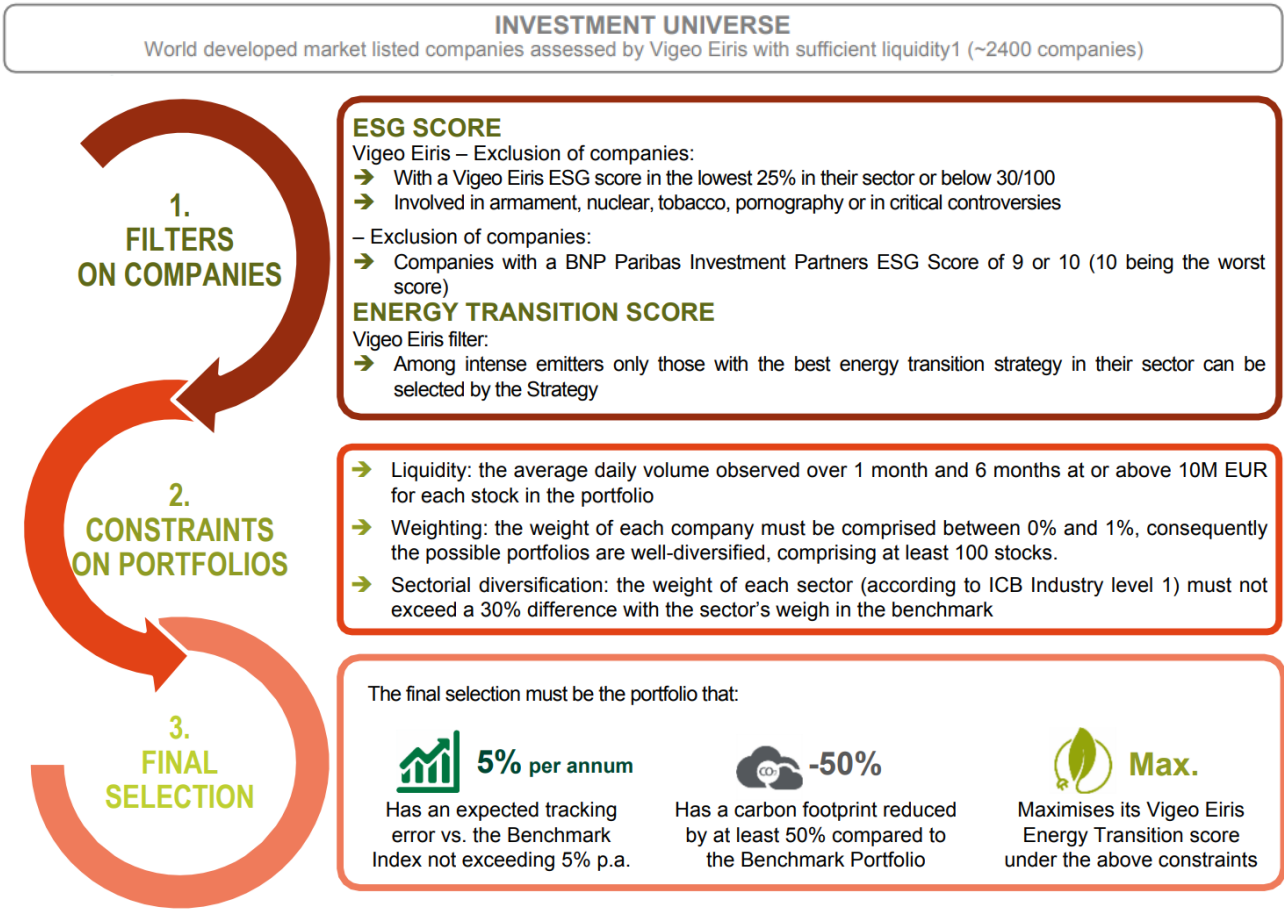 INVESTMENT UNIVERSE
World developed market listed companies assessed by Vigeo Eiris with sufficient liquidity1 (~2400 companies)
1.
FILTERS
ON COMPANIES
ESG SCORE
Vigeo Eiris – Exclusion of companies:
➔ With a Vigeo Eiris ESG score in the lowest 25% in their sector or below 30/100
➔ Involved in armament, nuclear, tobacco, pornography or in critical controversies
– Exclusion of companies:
➔ Companies with a BNP Paribas Investment Partners ESG Score of 9 or 10 (10 being the worst
score)
ENERGY TRANSITION SCORE
Vigeo Eiris filter:
➔ Among intense emitters only those with the best energy transition strategy in their sector can be
selected by the Strategy
2.
CONSTRAINTS
ON PORTFOLIOS
➔ Liquidity: the average daily volume observed over 1 month and 6 months at or above 10M EUR
for each stock in the portfolio
➔ Weighting: the weight of each company must be comprised between 0% and 1%, consequently
the possible portfolios are well-diversified, comprising at least 100 stocks.
➔ Sectorial diversification: the weight of each sector (according to ICB Industry level 1) must not
exceed a 30% difference with the sector's weigh in the benchmark
3.
FINAL
SELECTION
The final selection must be the portfolio that:
5% per annum
Has an expected tracking
error vs. the Benchmark
Index not exceeding 5% p.a.
CO2
-50%
Has a carbon footprint reduced
by at least 50% compared to
the Benchmark Portfolio
Max.
Maximises its Vigeo Eiris
Energy Transition score
under the above constraints